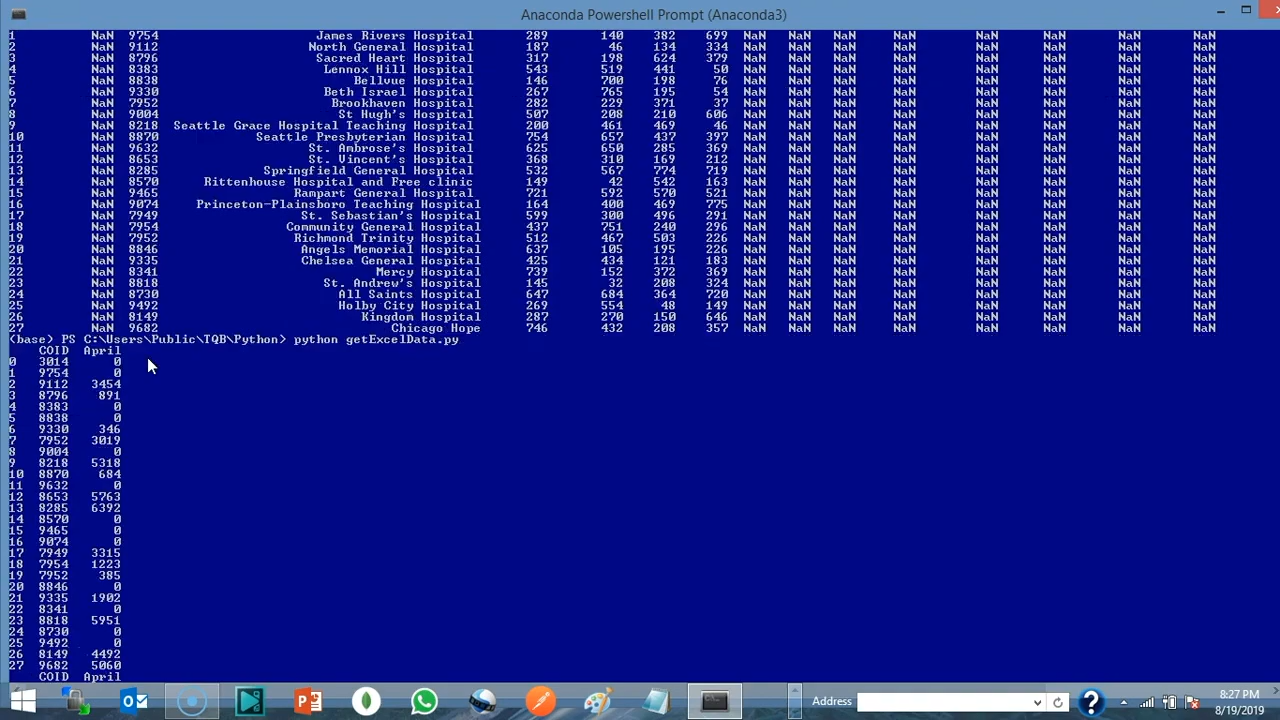 Anaconda Powershell Prompt (Anaconda3)
1 NaN 9754 James Rivers Hospital 289 140 382 699 NaN NaN NaN NaN NaN NaN NaN NaN
2 NaN 9112 North General Hospital 187 46 134 334 NaN NaN NaN NaN NaN NaN NaN NaN
3 NaN 8796 Sacred Heart Hospital 317 198 624 379 NaN NaN NaN NaN NaN NaN NaN NaN
4 NaN 8383 Lennox Hill Hospital 543 519 441 50 NaN NaN NaN NaN NaN NaN NaN NaN
5 NaN 8838 Bellvue Hospital 146 700 198 76 NaN NaN NaN NaN NaN NaN NaN NaN
6 NaN 9330 Beth Israel Hospital 267 765 195 54 NaN NaN NaN NaN NaN NaN NaN NaN
7 NaN 7952 Brookhaven Hospital 282 229 371 37 NaN NaN NaN NaN NaN NaN NaN NaN
8 NaN 9004 St Hugh's Hospital 507 208 210 606 NaN NaN NaN NaN NaN NaN NaN NaN
9 NaN 8218 Seattle Grace Hospital Teaching Hospital 200 461 469 46 NaN NaN NaN NaN NaN NaN NaN NaN
10 NaN 8870 Seattle Presbyterian Hospital 754 657 437 397 NaN NaN NaN NaN NaN NaN NaN NaN
11 NaN 9632 St. Anbrose's Hospital 625 650 285 369 NaN NaN NaN NaN NaN NaN NaN NaN
12 NaN 8653 St. Vincent's Hospital 368 310 169 212 NaN NaN NaN NaN NaN NaN NaN NaN
13 NaN 8285 Springfield General Hospital 532 567 774 719 NaN NaN NaN NaN NaN NaN NaN NaN
14 NaN 8570 Rittenhouse Hospital and Free clinic 149 42 542 163 NaN NaN NaN NaN NaN NaN NaN NaN
15 NaN 9465 Rampart General Hospital 721 592 570 521 NaN NaN NaN NaN NaN NaN NaN NaN
16 NaN 9074 Princeton-Plainsboro Teaching Hospital 164 400 469 775 NaN NaN NaN NaN NaN NaN NaN NaN
17 NaN 7949 St. Sebastian's Hospital 599 300 496 291 NaN NaN NaN NaN NaN NaN NaN NaN
18 NaN 7954 Community General Hospital 437 751 240 296 NaN NaN NaN NaN NaN NaN NaN NaN
19 NaN 7952 Richmond Trinity Hospital 512 467 503 226 NaN NaN NaN NaN NaN NaN NaN NaN
20 NaN 8846 Angels Memorial Hospital 637 105 195 226 NaN NaN NaN NaN NaN NaN NaN NaN
21 NaN 9335 Chelsea General Hospital 425 434 121 183 NaN NaN NaN NaN NaN NaN NaN NaN
22 NaN 8341 Mercy Hospital 739 152 372 369 NaN NaN NaN NaN NaN NaN NaN NaN
23 NaN 8818 St. Andrew's Hospital 145 32 208 324 NaN NaN NaN NaN NaN NaN NaN NaN
24 NaN 8730 All Saints Hospital 647 684 364 720 NaN NaN NaN NaN NaN NaN NaN NaN
25 NaN 9492 Holby City Hospital 269 554 48 149 NaN NaN NaN NaN NaN NaN NaN NaN
26 NaN 8149 Kingdom Hospital 287 270 150 646 NaN NaN NaN NaN NaN NaN NaN NaN
27 NaN 9682 Chicago Hope 746 432 208 357 NaN NaN NaN NaN NaN NaN NaN NaN
(base) PS C:\Users\Public\TQB\Python> python getExcelData.py
COID April
0 3014 0
1 9754 0
2 9112 3454
3 8796 891
4 8383 0
5 8838 0
6 9330 346
7 7952 3019
8 9004 0
9 8218 5318
10 8870 684
11 9632 0
12 8653 5763
13 8285 6392
14 8570 0
15 9465 0
16 9074 0
17 7949 3315
18 7954 1223
19 7952 385
20 8846 0
21 9335 1902
22 8341 0
23 8818 5951
24 8730 0
25 9492 0
26 8149 4492
27 9682 5060
COID April
Address
8:27 PM
8/19/2019